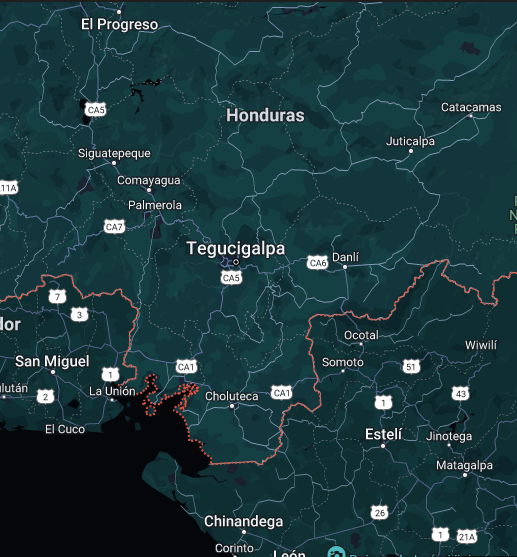 El Progreso
CA5
Honduras
Catacamas
Juticalpa
Siguatepeque
Comayagua
11A
Palmerola
CA7
Tegucigalpa
CA6
Danlí
CA5
7
3
dor
Ocotal
Wiwilí
San Miguel
Somoto
CA1
51
1
La Unión
ulután
2
Choluteca
CA1
43
1
El Cuco
Estelí
Jinotega
Matagalpa
26
Chinandega
1
21A
Corinto
León